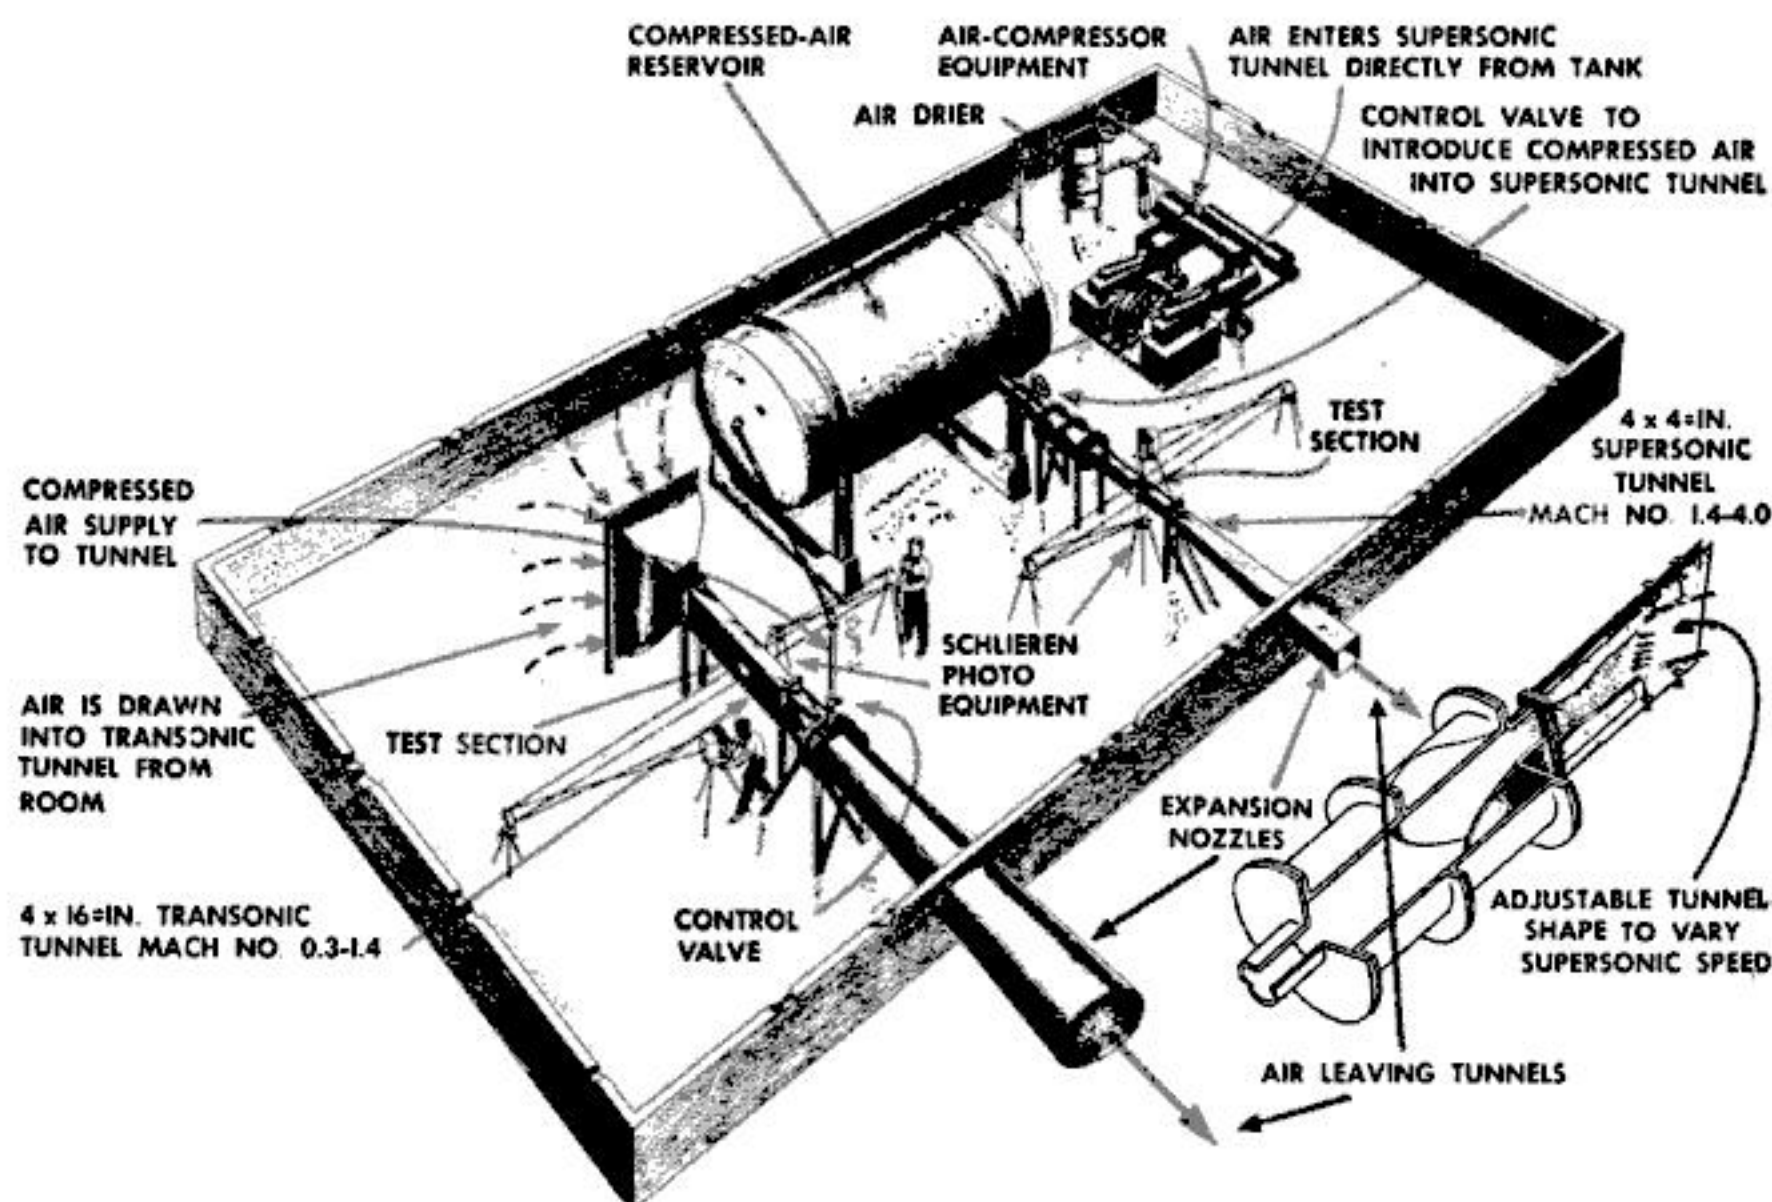 COMPRESSED-AIR
RESERVOIR
AIR-COMPRESSOR
EQUIPMENT
AIR ENTERS SUPERSONIC
TUNNEL DIRECTLY FROM TANK
AIR DRIER
CONTROL VALVE TO
INTRODUCE COMPRESSED AIR
INTO SUPERSONIC TUNNEL
TEST
SECTION
4 x 4=IN.
SUPERSONIC
TUNNEL
MACH NO. 1.4-4.0
COMPRESSED
AIR SUPPLY
TO TUNNEL
SCHLIEREN
PHOTO
EQUIPMENT
AIR IS DRAWN
INTO TRANSONIC
TUNNEL FROM
ROOM
TEST SECTION
EXPANSION
NOZZLES
4 x 16=IN. TRANSONIC
TUNNEL MACH NO. 0.3-1.4
CONTROL
VALVE
ADJUSTABLE TUNNEL
SHAPE TO VARY
SUPERSONIC SPEED
AIR LEAVING TUNNELS